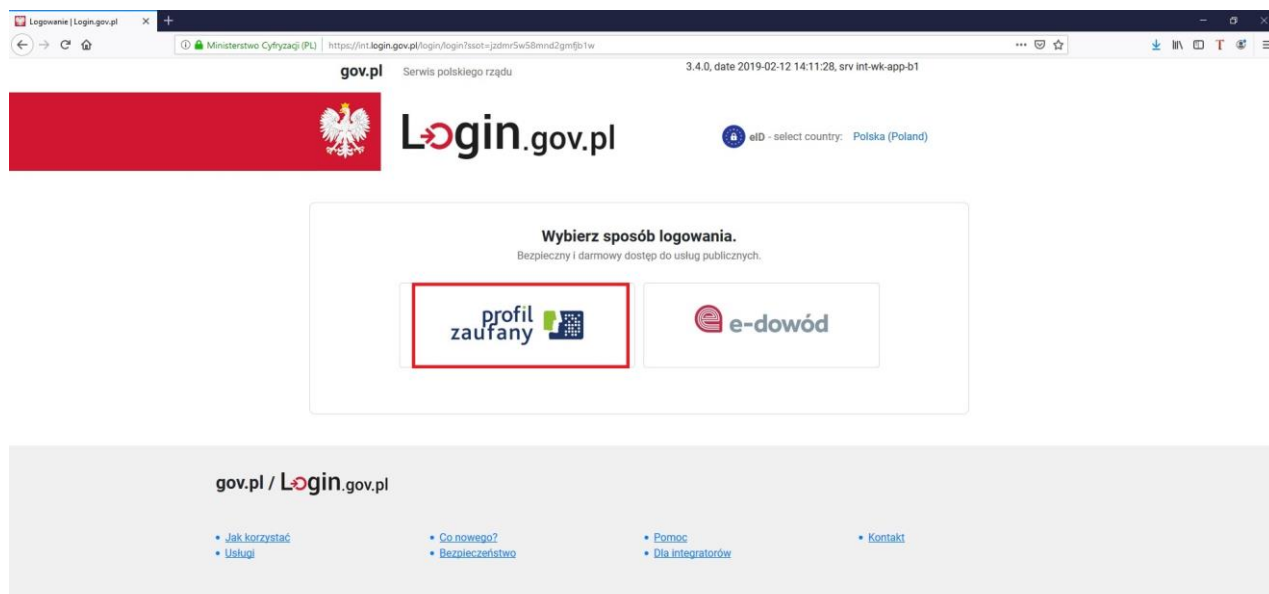 Logowanie | Login.gov.pl
Ministerstwo Cyfryzacji (PL) https://int.login.gov.pl/login/login?ssot=jzdmr5w58mnd2gmfjb1w
gov.pl Serwis polskiego rządu 3.4.0, date 2019-02-12 14:11:28, srv int-wk-app-b1
Login.gov.pl eID - select country: Polska (Poland)
Wybierz sposób logowania.
Bezpieczny i darmowy dostęp do usług publicznych.
profil
zaufany
e-dowód
gov.pl / Login.gov.pl
Jak korzystać Co nowego? Pomoc Kontakt
Usługi Bezpieczeństwo Dla integratorów